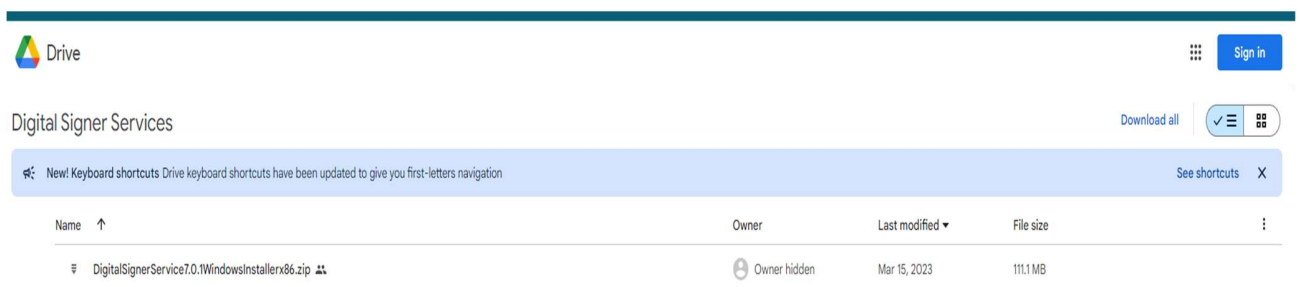 Drive
Sign in
Digital Signer Services
Download all
New! Keyboard shortcuts Drive keyboard shortcuts have been updated to give you first-letters navigation
See shortcuts X
Name ↑ Owner Last modified ▼ File size
DigitalSignerService7.0.1WindowsInstallerx86.zip Owner hidden Mar 15, 2023 111.1 MB